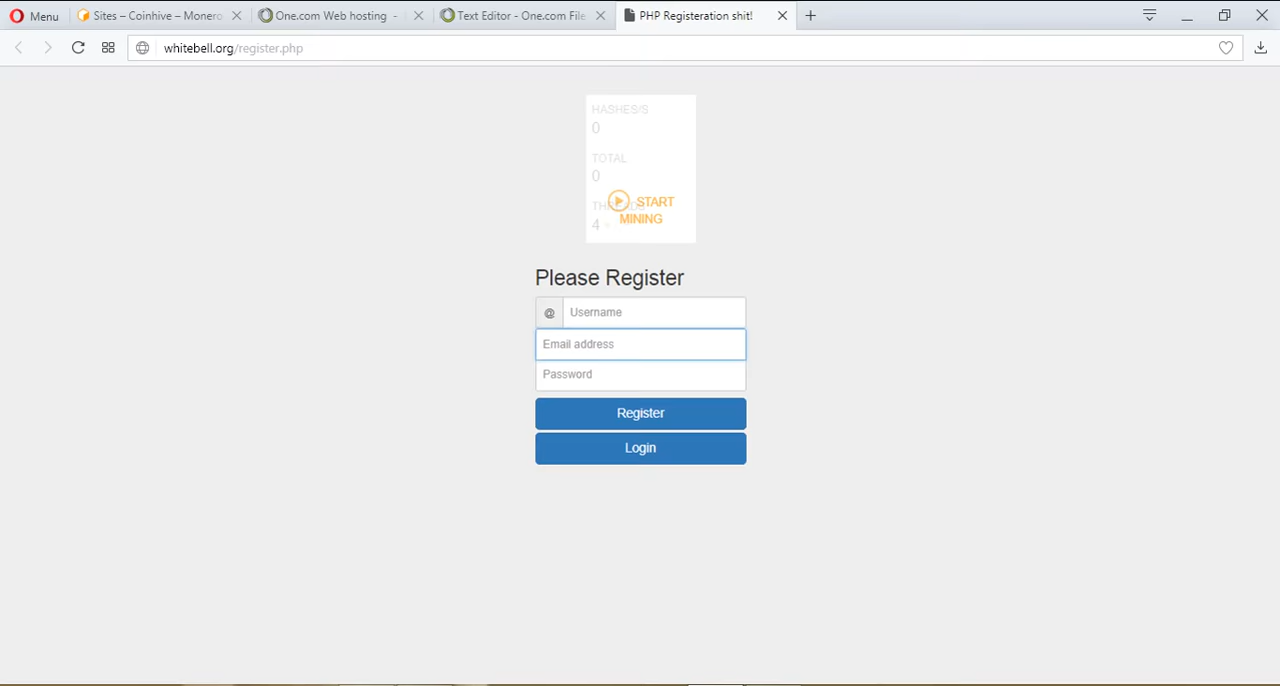 Menu
Sites – Coinhive – Monero
One.com Web hosting -
Text Editor - One.com File
PHP Registeration shit!
whitebell.org/register.php
HASHES/S
0
TOTAL
0
THREADS
START
MINING
4
Please Register
@ Username
Email address
Password
Register
Login